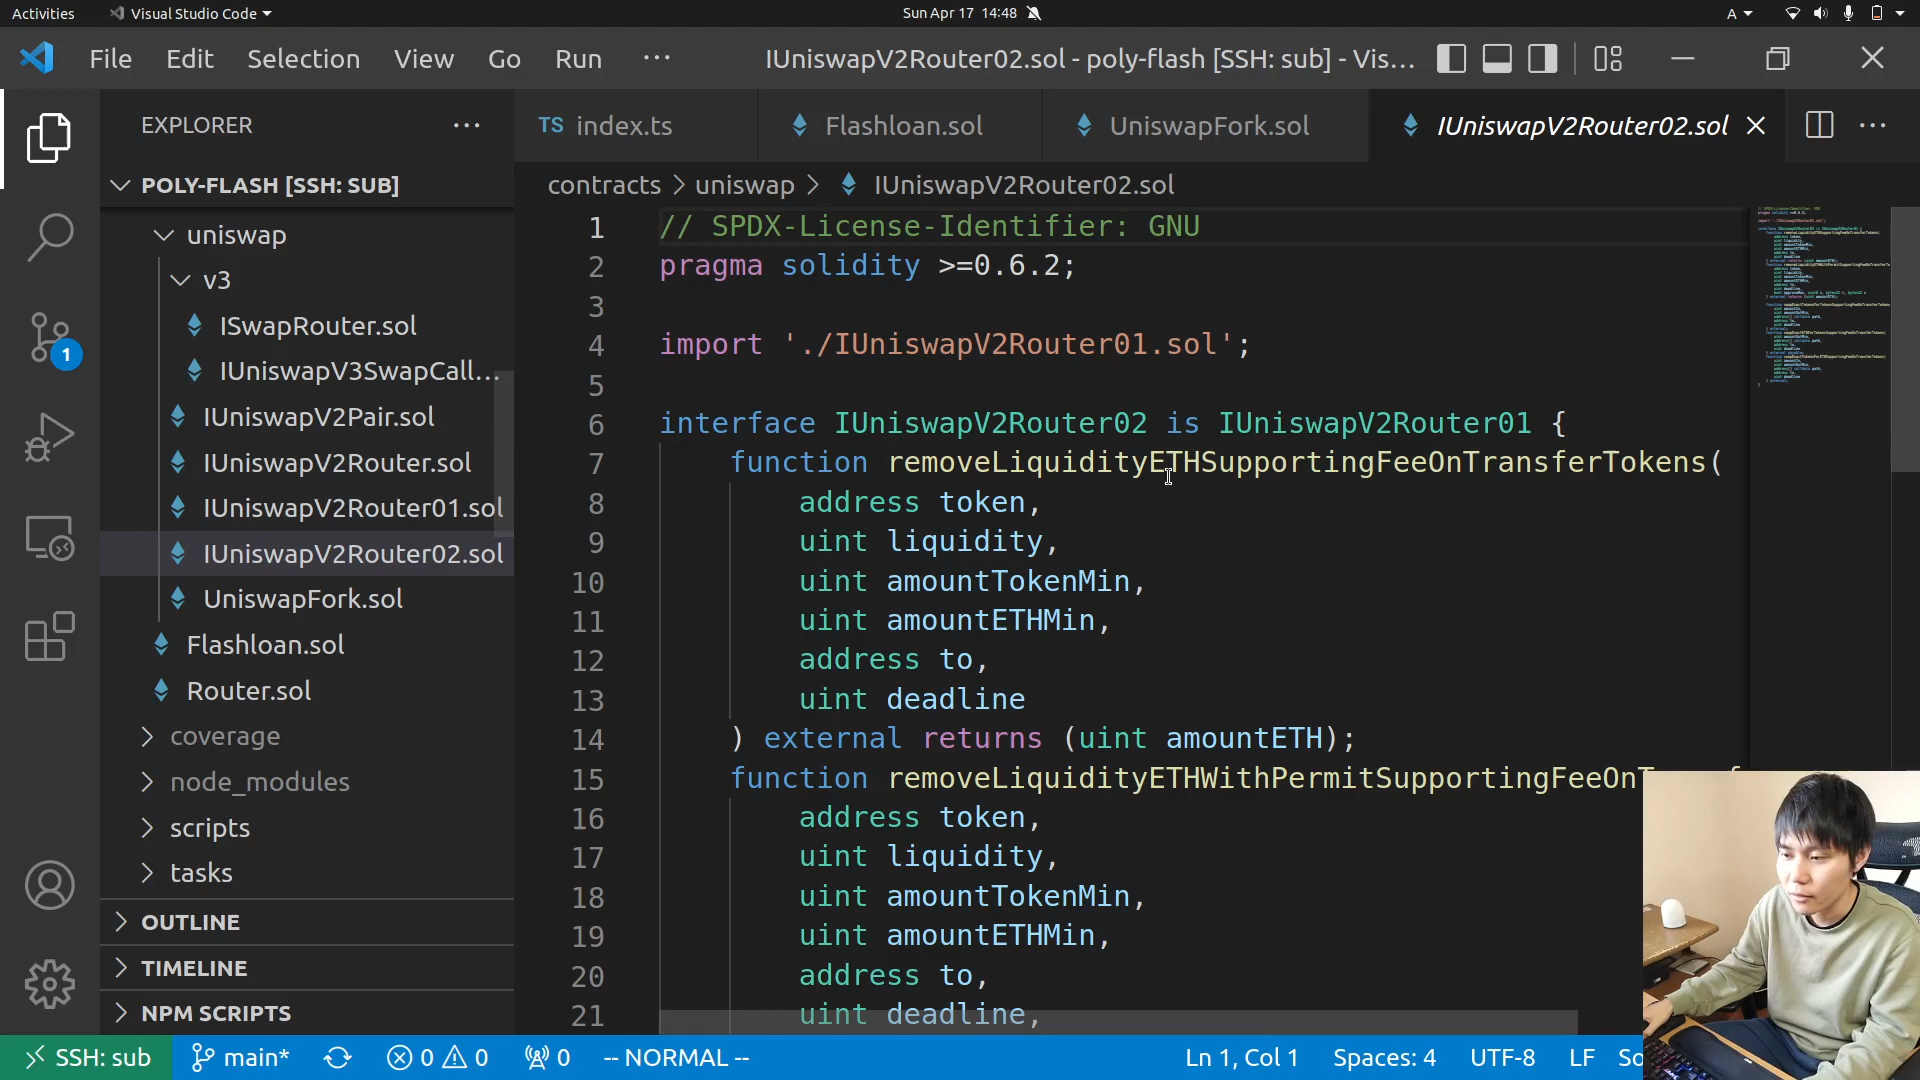 Activities
Visual Studio Code
Sun Apr 17 14:48
A
File Edit Selection View Go Run ···
IUniswapV2Router02.sol - poly-flash [SSH: sub] - Vis...
EXPLORER ···
TS index.ts
Flashloan.sol
UniswapFork.sol
IUniswapV2Router02.sol
···
POLY-FLASH [SSH: SUB]
contracts > uniswap > IUniswapV2Router02.sol
uniswap
v3
ISwapRouter.sol
IUniswapV3SwapCall...
IUniswapV2Pair.sol
IUniswapV2Router.sol
IUniswapV2Router01.sol
IUniswapV2Router02.sol
UniswapFork.sol
Flashloan.sol
Router.sol
coverage
node_modules
scripts
tasks
OUTLINE
TIMELINE
NPM SCRIPTS
1
1 // SPDX-License-Identifier: GNU
2 pragma solidity >=0.6.2;
3
4 import './IUniswapV2Router01.sol';
5
6 interface IUniswapV2Router02 is IUniswapV2Router01 {
7 function removeLiquidityETHSupportingFeeOnTransferTokens(
8 address token,
9 uint liquidity,
10 uint amountTokenMin,
11 uint amountETHMin,
12 address to,
13 uint deadline
14 ) external returns (uint amountETH);
15 function removeLiquidityETHWithPermitSupportingFeeOn
16 address token,
17 uint liquidity,
18 uint amountTokenMin,
19 uint amountETHMin,
20 address to,
21 uint deadline,
SSH: sub main* 0 0 0 -- NORMAL -- Ln 1, Col 1 Spaces: 4 UTF-8 LF So